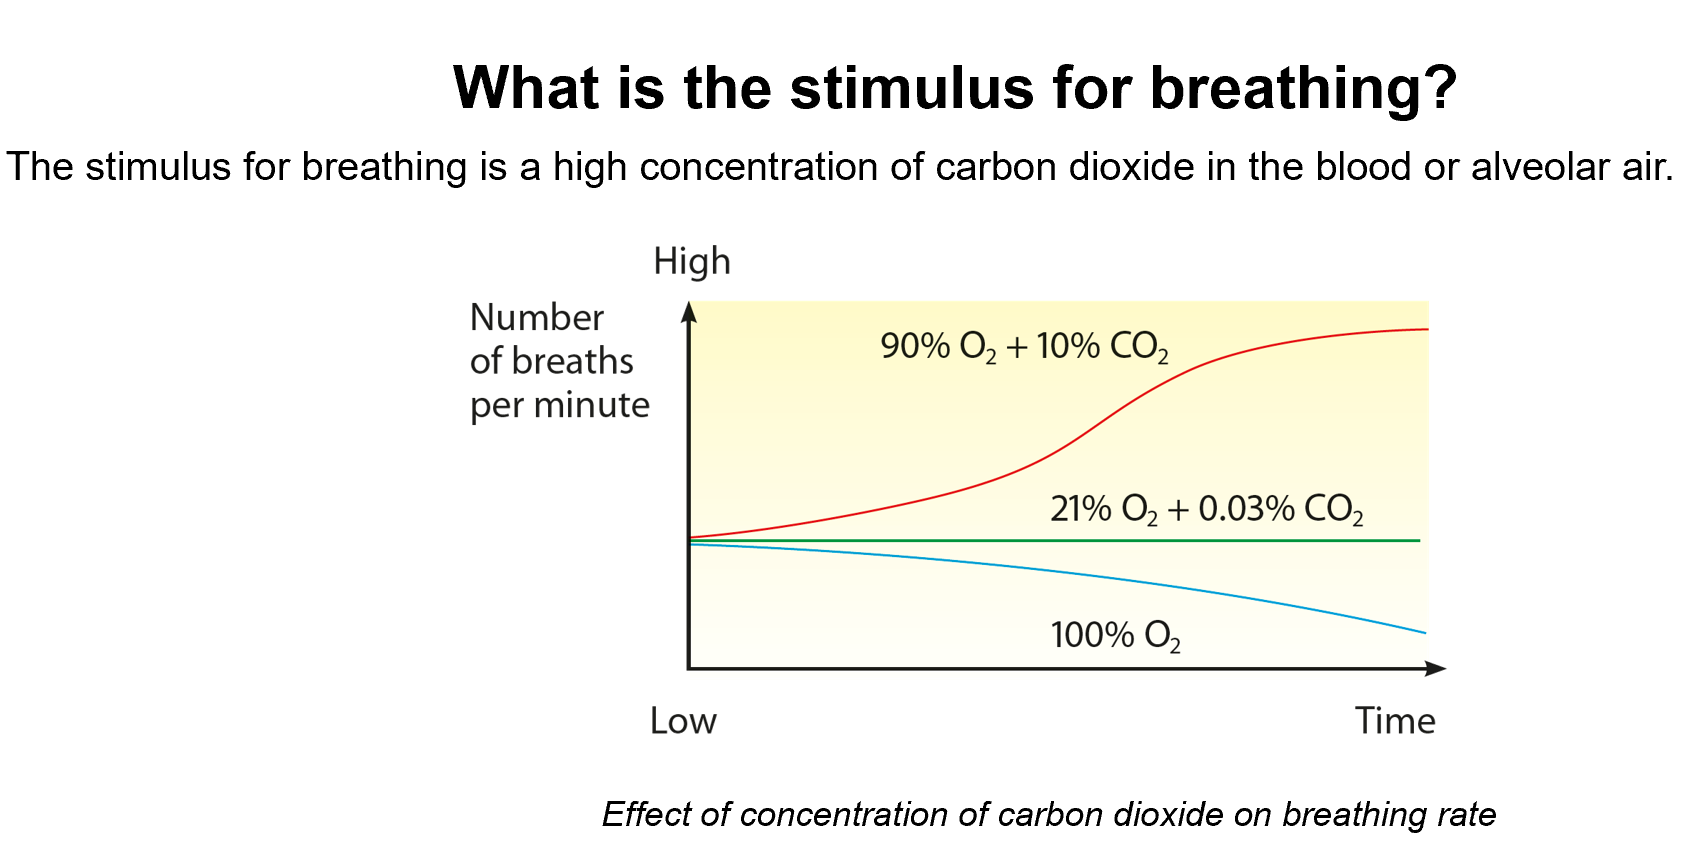 What is the stimulus for breathing?
The stimulus for breathing is a high concentration of carbon dioxide in the blood or alveolar air.
High
Number
of breaths
per minute
90% O₂ + 10% CO₂
21% O₂ + 0.03% CO₂
100% O₂
Low
Time
Effect of concentration of carbon dioxide on breathing rate